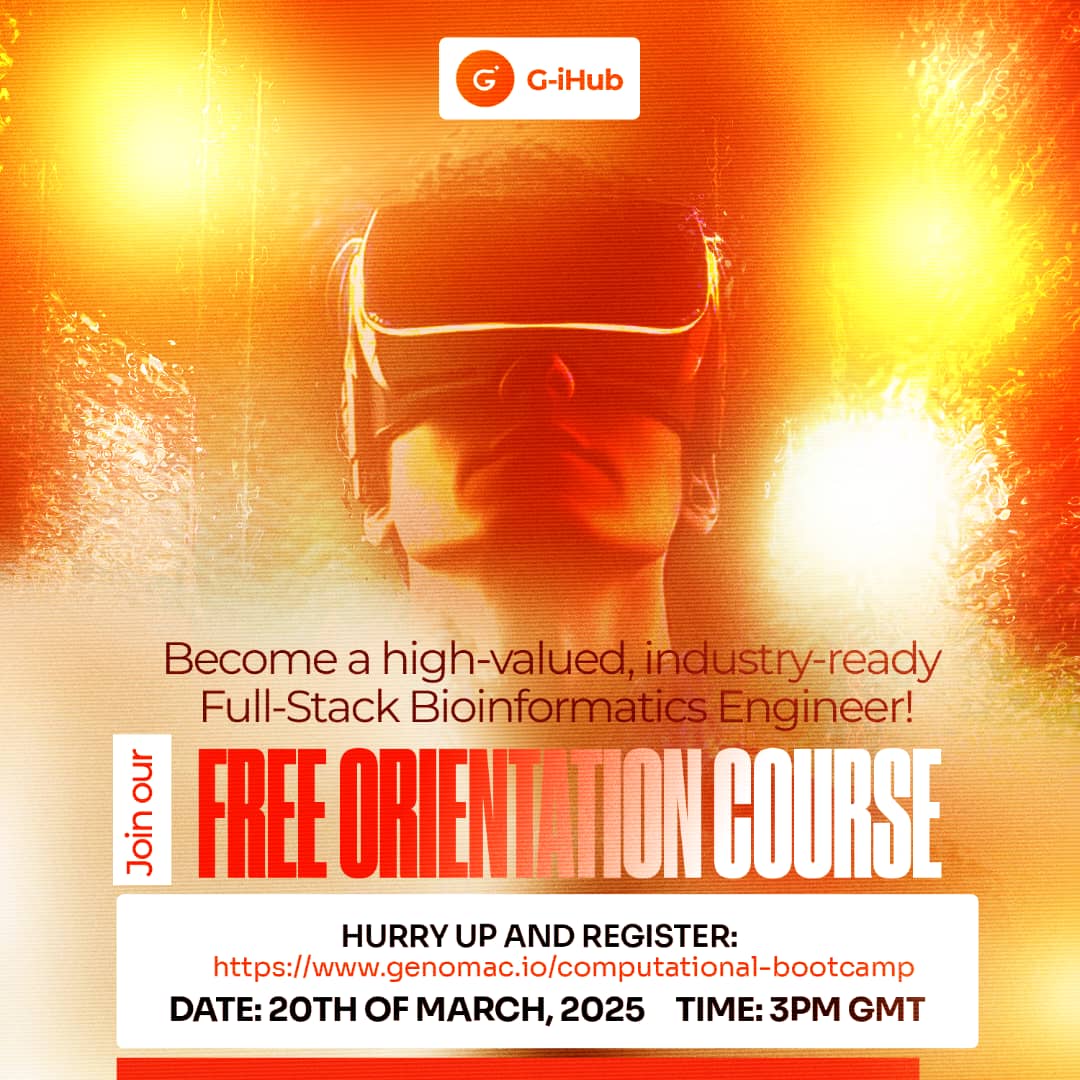 G-iHub
Become a high-valued, industry-ready
Full-Stack Bioinformatics Engineer!
Join our
FREE ORIENTATION COURSE
HURRY UP AND REGISTER:
https://www.genomac.io/computational-bootcamp
DATE: 20TH OF MARCH, 2025 TIME: 3PM GMT